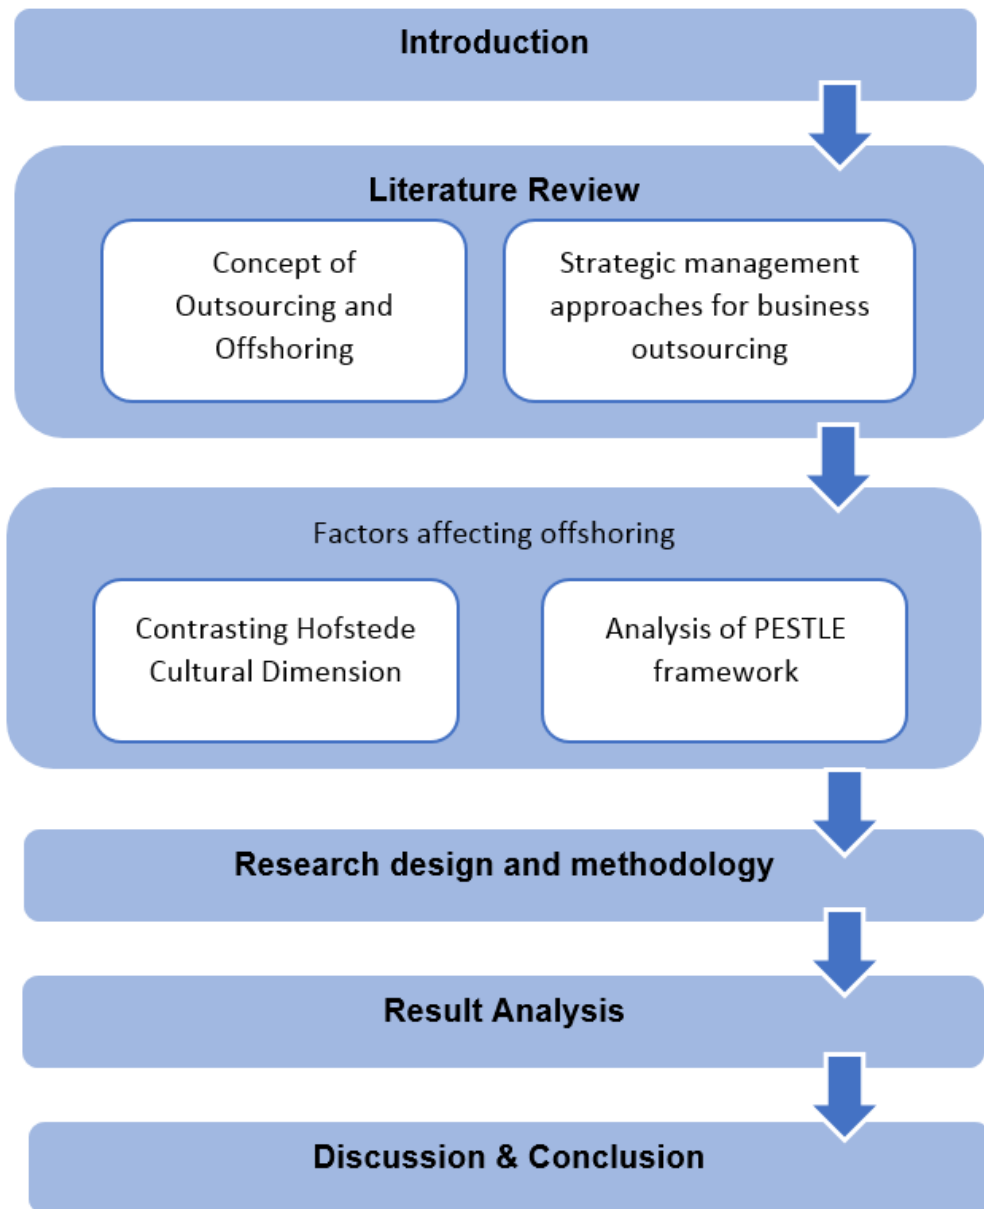 Introduction
Literature Review
Concept of
Outsourcing and
Offshoring
Strategic management
approaches for business
outsourcing
Factors affecting offshoring
Contrasting Hofstede
Cultural Dimension
Analysis of PESTLE
framework
Research design and methodology
Result Analysis
Discussion & Conclusion